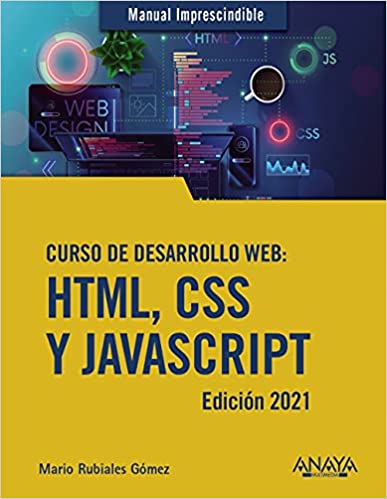 Manual Imprescindible
HTML
JS
WEB
DESIGN
CSS
CURSO DE DESARROLLO WEB:
HTML, CSS
Y JAVASCRIPT
Edición 2021
Mario Rubiales Gómez
ANAYA
MULTIMEDIA